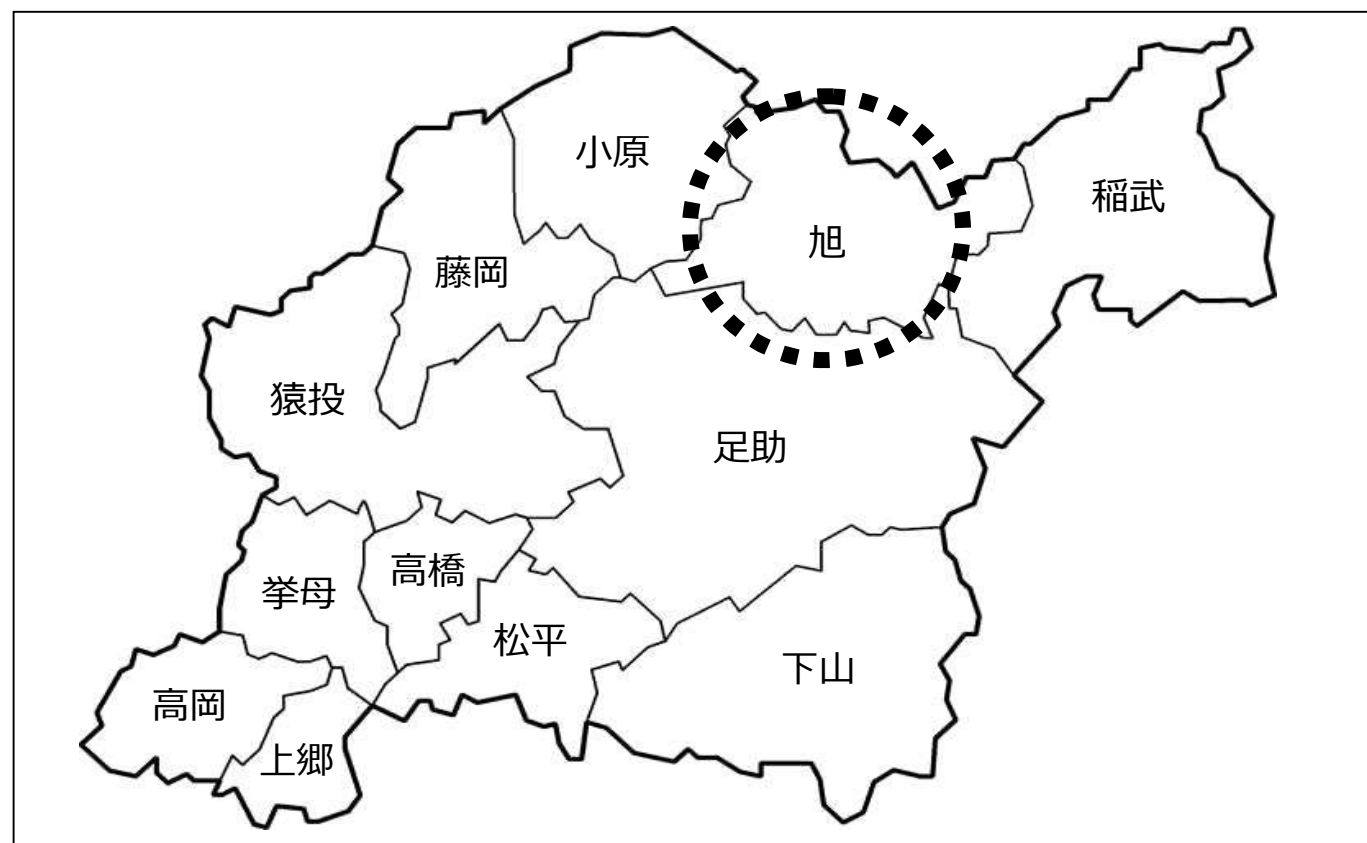 小原
稲武
旭
藤岡
猿投
足助
高橋
挙母
松平
下山
高岡
上郷